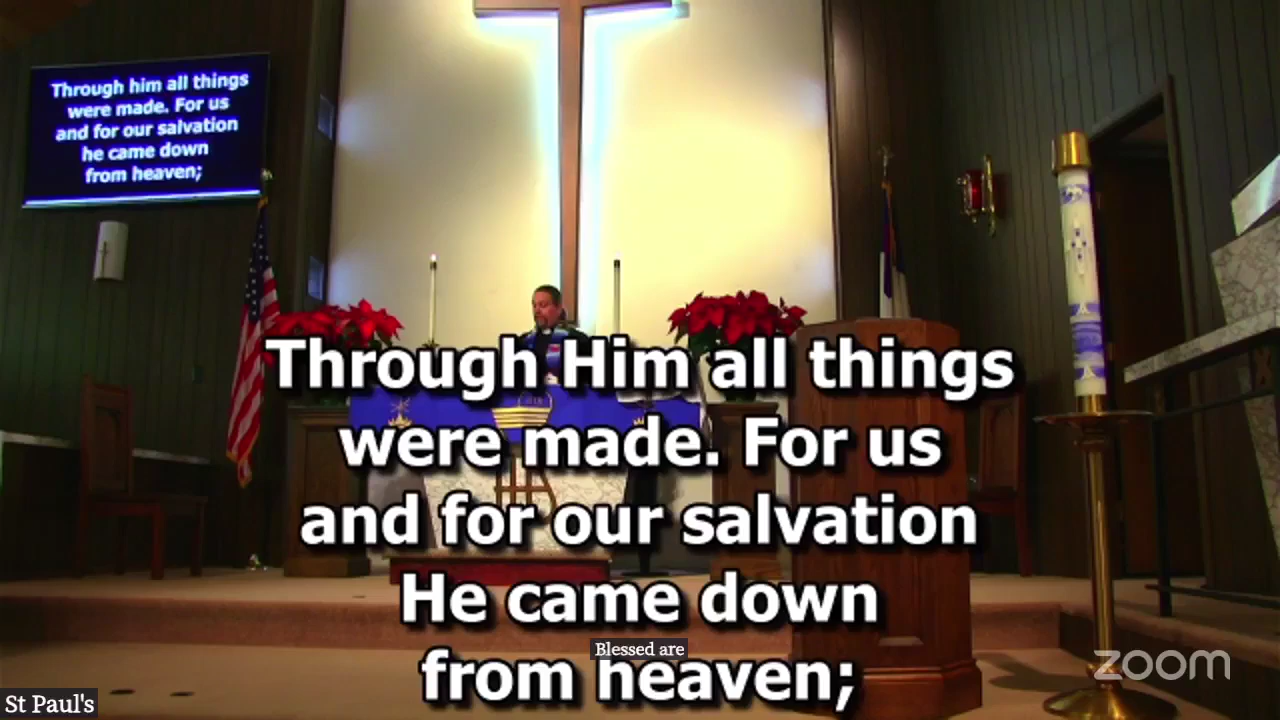 Through him all things
were made. For us
and for our salvation
he came down
from heaven;
Through Him all things
were made. For us
and for our salvation
He came down
from heaven;
Blessed are
St Paul's
zoom